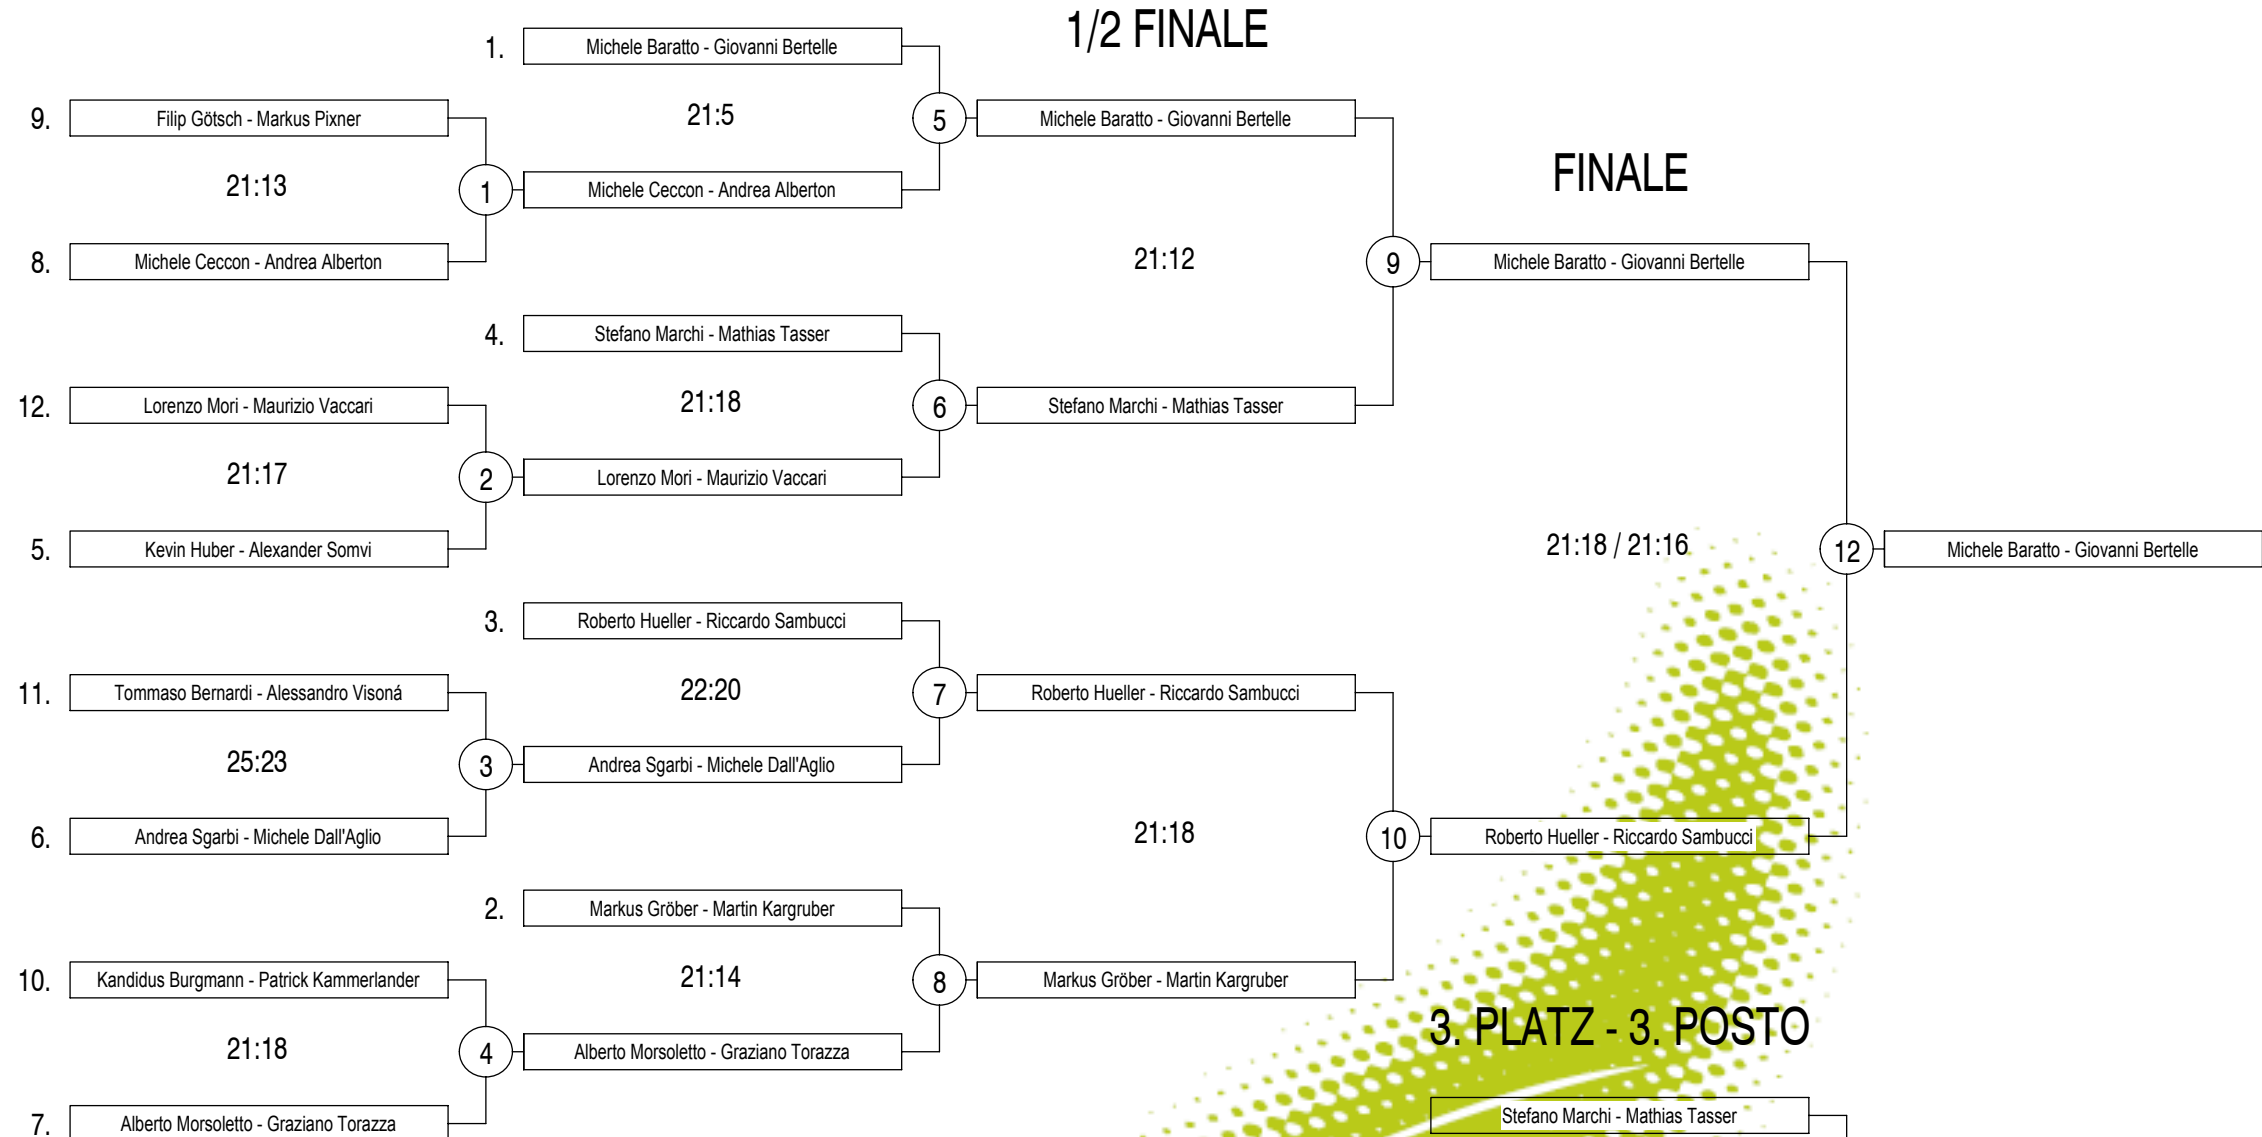 1/2 FINALE
1.
Michele Baratto - Giovanni Bertelle
9.
Filip Götsch - Markus Pixner
21:5
5
Michele Baratto - Giovanni Bertelle
FINALE
21:13
1
Michele Ceccon - Andrea Alberton
8.
Michele Ceccon - Andrea Alberton
21:12
9
Michele Baratto - Giovanni Bertelle
4.
Stefano Marchi - Mathias Tasser
12.
Lorenzo Mori - Maurizio Vaccari
21:18
6
Stefano Marchi - Mathias Tasser
21:17
2
Lorenzo Mori - Maurizio Vaccari
5.
Kevin Huber - Alexander Somvi
21:18 / 21:16
12
Michele Baratto - Giovanni Bertelle
3.
Roberto Hueller - Riccardo Sambucci
11.
Tommaso Bernardi - Alessandro Visoná
22:20
7
Roberto Hueller - Riccardo Sambucci
25:23
3
Andrea Sgarbi - Michele Dall'Aglio
6.
Andrea Sgarbi - Michele Dall'Aglio
21:18
10
Roberto Hueller - Riccardo Sambucci
2.
Markus Gröber - Martin Kargruber
10.
Kandidus Burgmann - Patrick Kammerlander
21:14
8
Markus Gröber - Martin Kargruber
3. PLATZ - 3. POSTO
21:18
4
Alberto Morsoletto - Graziano Torazza
7.
Alberto Morsoletto - Graziano Torazza
Stefano Marchi - Mathias Tasser